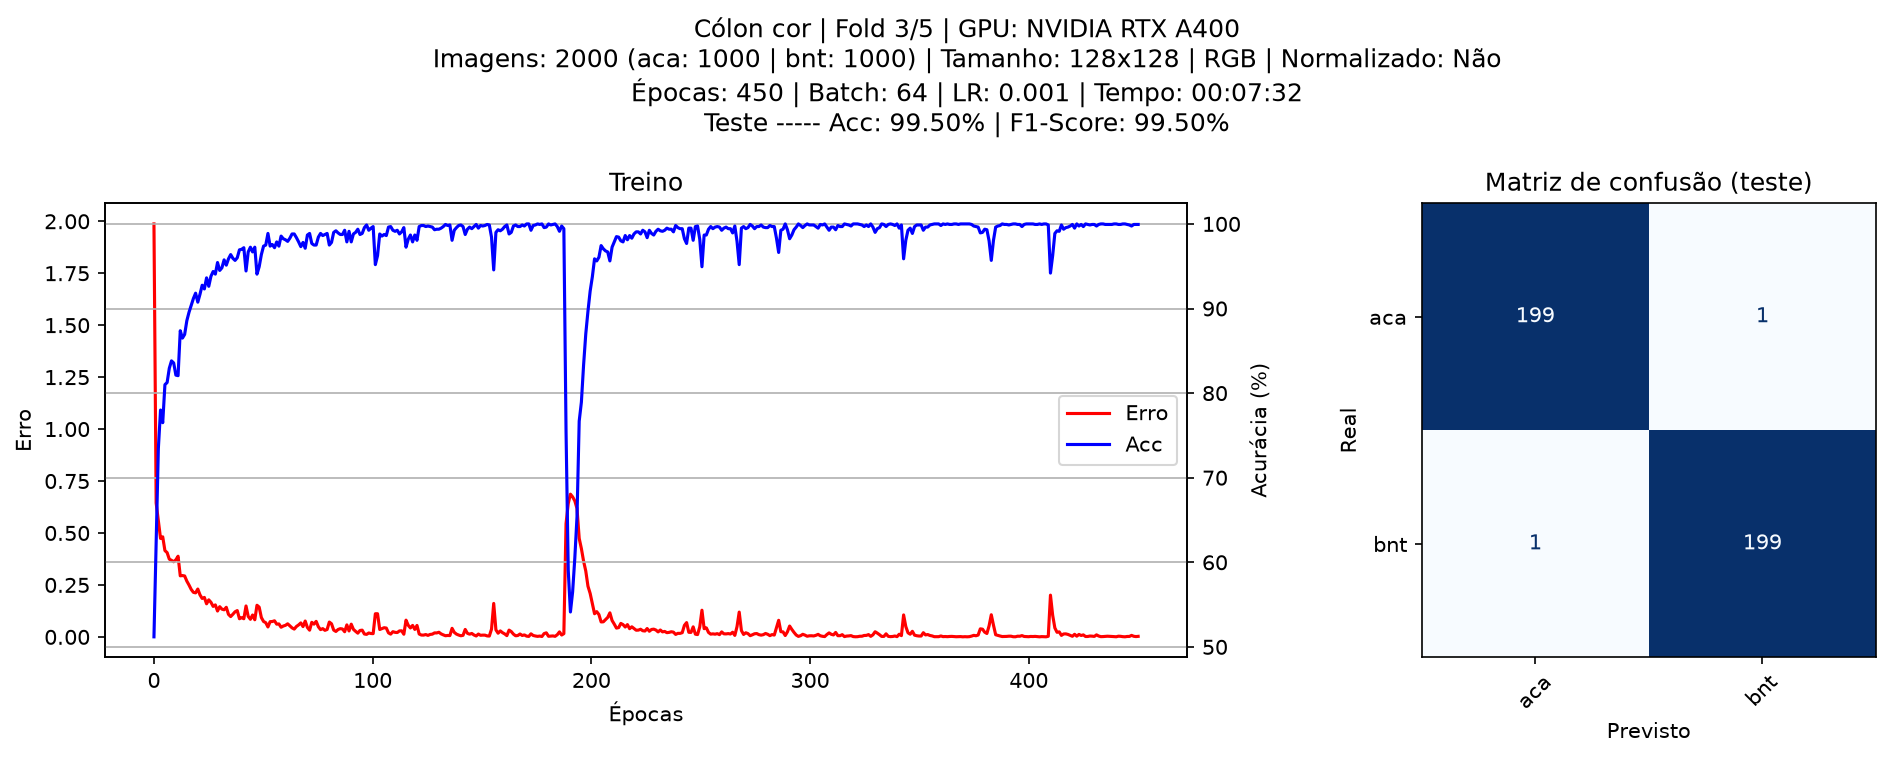 Cólon cor | Fold 3/5 | GPU: NVIDIA RTX A400
Imagens: 2000 (aca: 1000 | bnt: 1000) | Tamanho: 128x128 | RGB | Normalizado: Não
Épocas: 450 | Batch: 64 | LR: 0.001 | Tempo: 00:07:32
Teste ----- Acc: 99.50% | F1-Score: 99.50%
Treino
Erro
2.00
1.75
1.50
1.25
1.00
0.75
0.50
0.25
0.00
0
100
200
300
400
Épocas
100
90
80
70
60
50
Acurácia (%)
Erro
Acc
Matriz de confusão (teste)
Real
aca
199
1
bnt
1
199
aca
bnt
Previsto